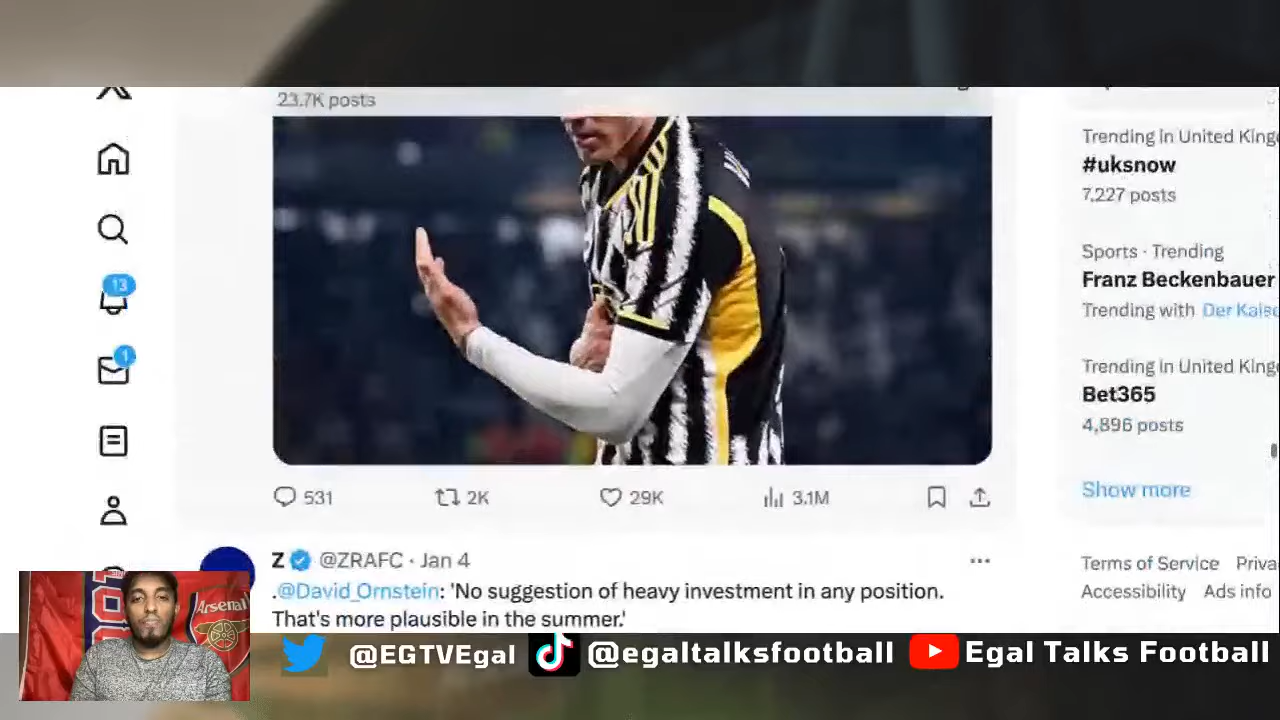 23.7K posts
Trending in United King
#uksnow
7,227 posts
Sports · Trending
Franz Beckenbauer
Trending with Der Kaise
Trending in United King
Bet365
4,896 posts
Show more
13
1
531
2K
29K
3.1M
Z @ZRAFC · Jan 4
.@David_Ornstein: 'No suggestion of heavy investment in any position.
That's more plausible in the summer.'
Terms of Service Priva
Accessibility Ads info
Arsenal
@EGTVEgal @egaltalksfootball Egal Talks Football